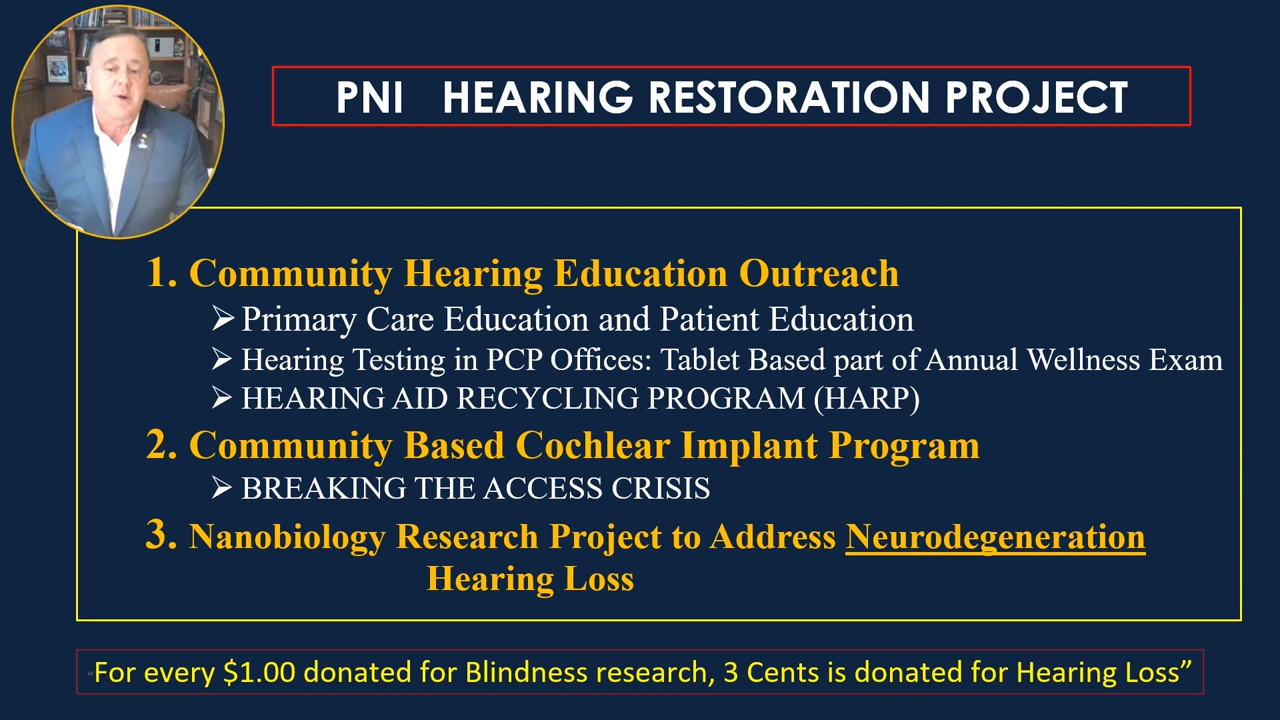 PNI HEARING RESTORATION PROJECT
1. Community Hearing Education Outreach
➢ Primary Care Education and Patient Education
➢ Hearing Testing in PCP Offices: Tablet Based part of Annual Wellness Exam
➢ HEARING AID RECYCLING PROGRAM (HARP)
2. Community Based Cochlear Implant Program
➢ BREAKING THE ACCESS CRISIS
3. Nanobiology Research Project to Address Neurodegeneration
Hearing Loss
“For every $1.00 donated for Blindness research, 3 Cents is donated for Hearing Loss”